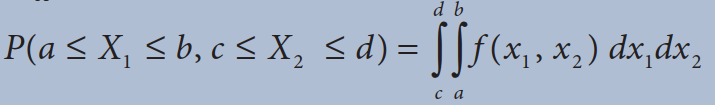 P(a ≤ X₁ ≤ b, c ≤ X₂ ≤ d) = ∫_c^d ∫_a^b f(x₁, x₂) dx₁dx₂